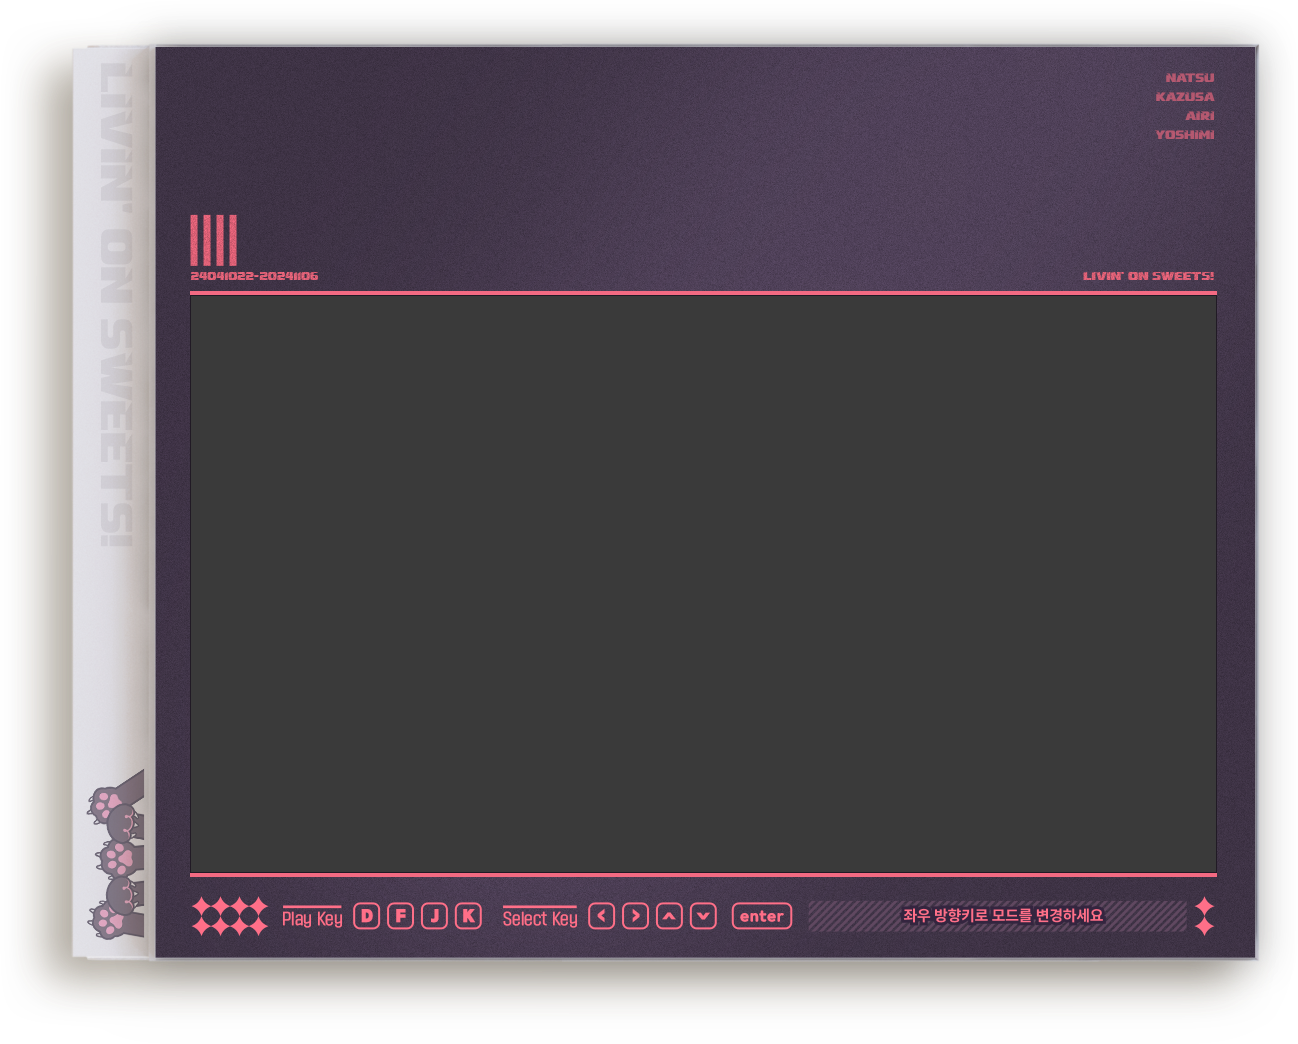 LIVIN' ON SWEETS!
NATSU
KAZUSA
AIRI
YOSHIMI
24041022-20241106
LIVIN' ON SWEETS!
Play Key D F J K Select Key < > ^ v enter 좌우 방향키로 모드를 변경하세요